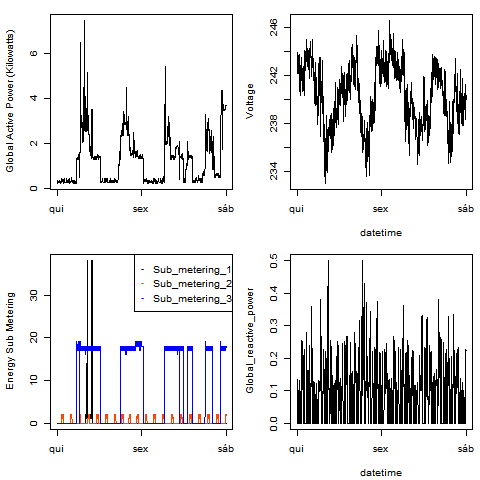 Global Active Power (Kilowatts)
0 2 4 6
qui sex sáb
Voltage
234 238 242 246
qui sex sáb
datetime
Energy Sub Metering
0 10 20 30
Sub_metering_1
Sub_metering_2
Sub_metering_3
qui sex sáb
Global_reactive_power
0.0 0.1 0.2 0.3 0.4 0.5
qui sex sáb
datetime